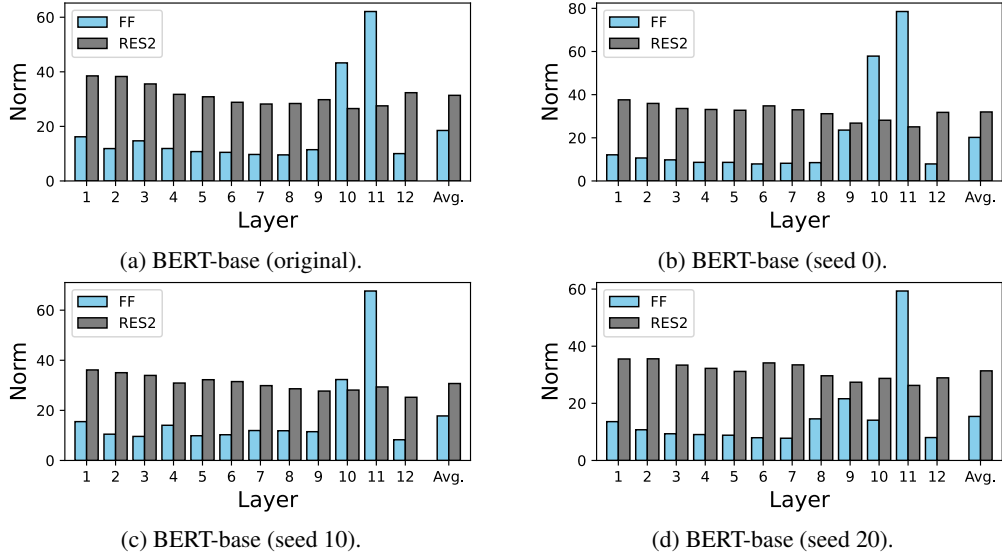 60
40
20
0
Norm
FF
RES2
1 2 3 4 5 6 7 8 9 10 11 12 Avg.
Layer
(a) BERT-base (original).
80
60
40
20
0
Norm
FF
RES2
1 2 3 4 5 6 7 8 9 10 11 12 Avg.
Layer
(b) BERT-base (seed 0).
60
40
20
0
Norm
FF
RES2
1 2 3 4 5 6 7 8 9 10 11 12 Avg.
Layer
(c) BERT-base (seed 10).
60
40
20
0
Norm
FF
RES2
1 2 3 4 5 6 7 8 9 10 11 12 Avg.
Layer
(d) BERT-base (seed 20).